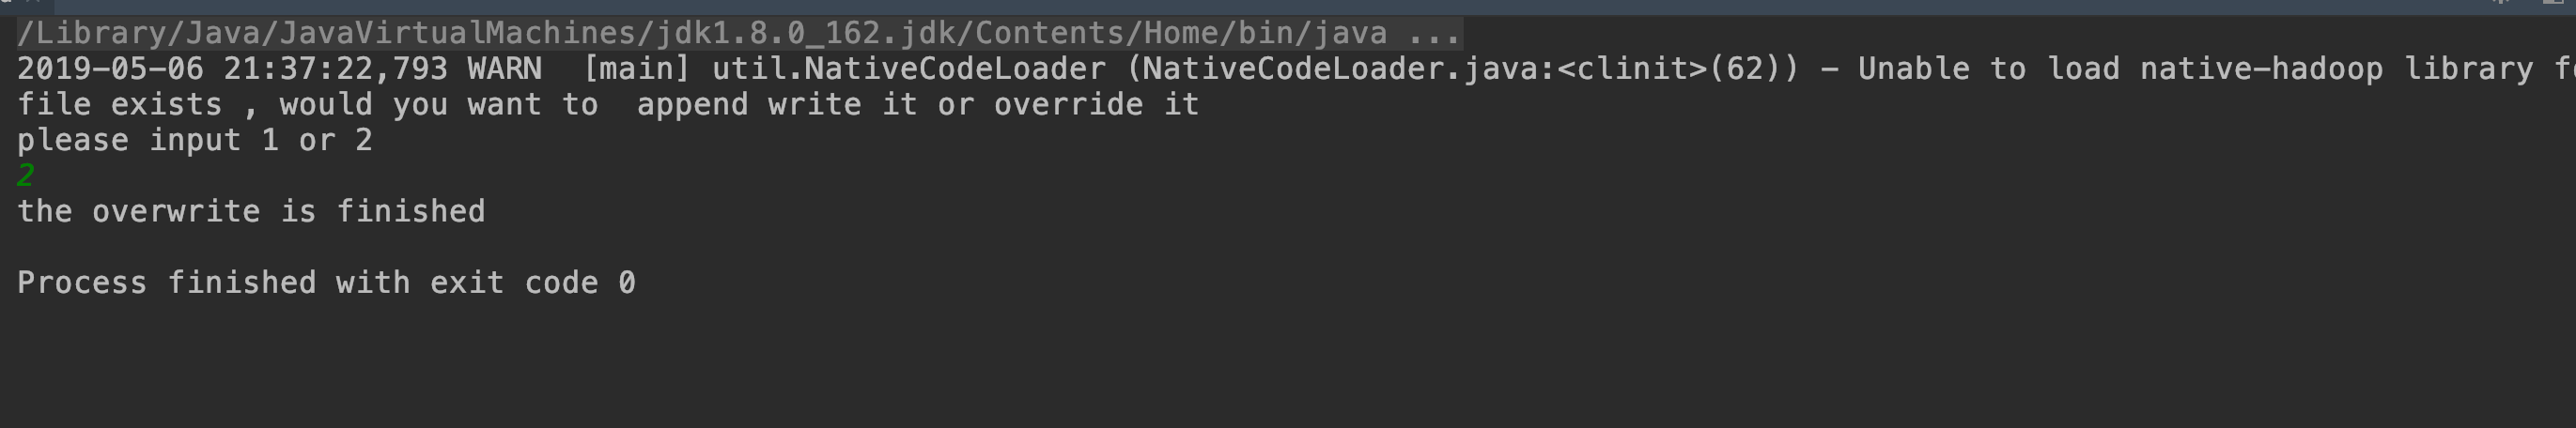 /Library/Java/JavaVirtualMachines/jdk1.8.0_162.jdk/Contents/Home/bin/java ...
2019-05-06 21:37:22,793 WARN  [main] util.NativeCodeLoader (NativeCodeLoader.java:<clinit>(62)) - Unable to load native-hadoop library
file exists , would you want to  append write it or override it
please input 1 or 2
2
the overwrite is finished
Process finished with exit code 0